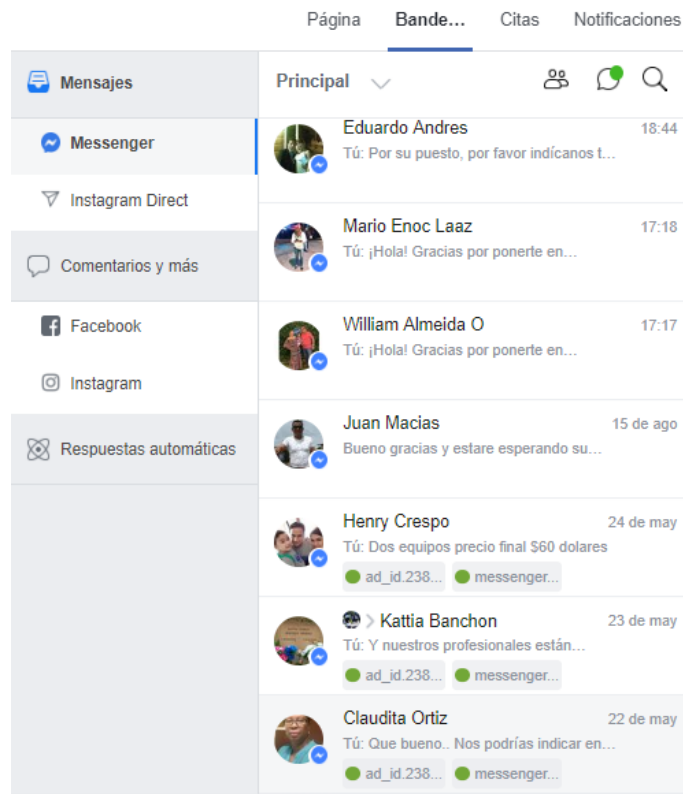 Página Bande... Citas Notificaciones
Mensajes
Messenger
Instagram Direct
Comentarios y más
Facebook
Instagram
Respuestas automáticas
Principal
Eduardo Andres 18:44
Tú: Por su puesto, por favor indícanos t...
Mario Enoc Laaz 17:18
Tú: ¡Hola! Gracias por ponerte en...
William Almeida O 17:17
Tú: ¡Hola! Gracias por ponerte en...
Juan Macias 15 de ago
Bueno gracias y estare esperando su...
Henry Crespo 24 de may
Tú: Dos equipos precio final $60 dolares
ad_id.238... messenger...
Kattia Banchon 23 de may
Tú: Y nuestros profesionales están...
ad_id.238... messenger...
Claudita Ortiz 22 de may
Tú: Que bueno.. Nos podrías indicar en...
ad_id.238... messenger...